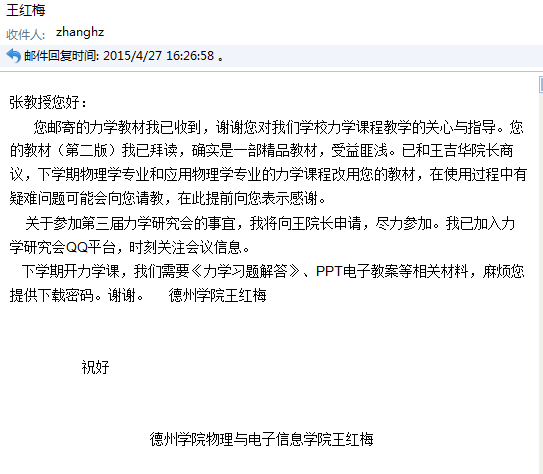 王红梅
收件人: zhanghz
邮件回复时间: 2015/4/27 16:26:58 。
张教授您好：
您邮寄的力学教材我已收到，谢谢您对我们学校力学课程教学的关心与指导。您
的教材（第二版）我已拜读，确实是一部精品教材，受益匪浅。已和王吉华院长商
议，下学期物理学专业和应用物理学专业的力学课程改用您的教材，在使用过程中有
疑难问题可能会向您请教，在此提前向您表示感谢。
关于参加第三届力学研究会的事宜，我将向王院长申请，尽力参加。我已加入力
学研究会QQ平台，时刻关注会议信息。
下学期开力学课，我们需要《力学习题解答》、PPT电子教案等相关材料，麻烦您
提供下载密码。谢谢。 德州学院王红梅
祝好
德州学院物理与电子信息学院王红梅